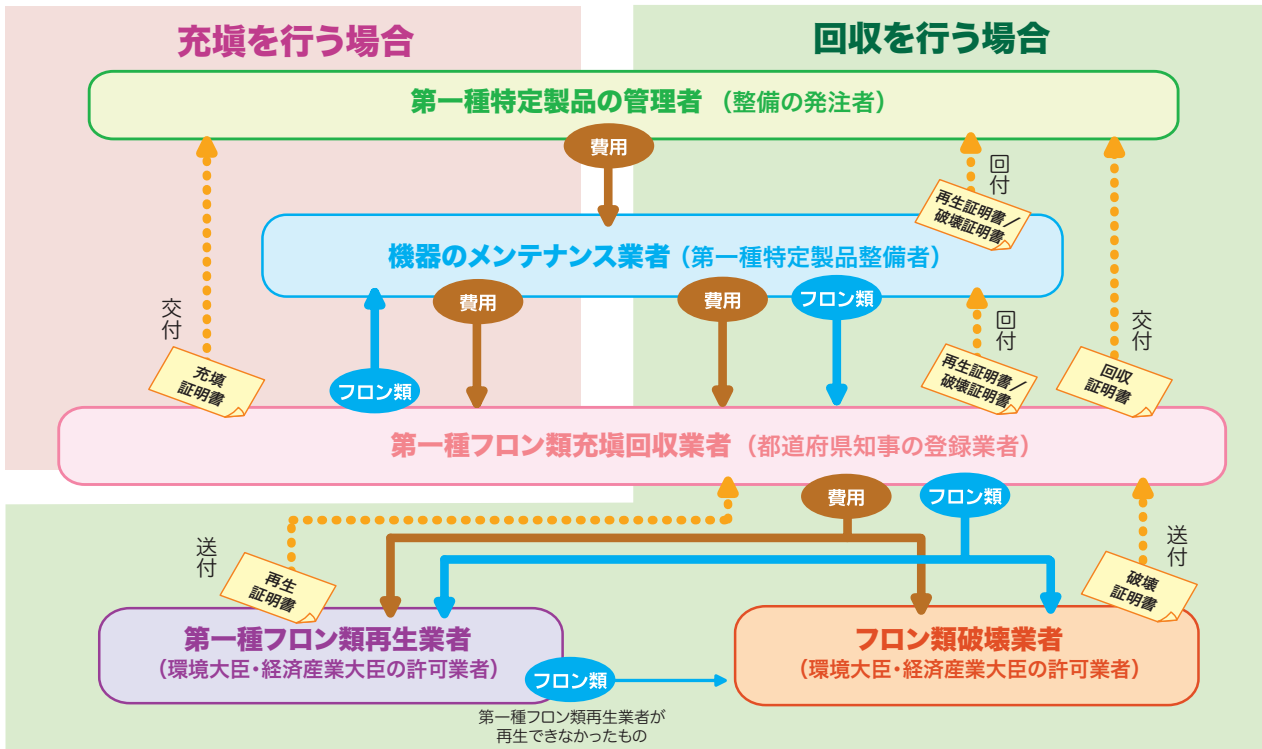 充塡を行う場合
回収を行う場合
第一種特定製品の管理者 （整備の発注者）
費用
回付
再生証明書／
破壊証明書
機器のメンテナンス業者（第一種特定製品整備者）
費用
費用
フロン類
交付
回付
交付
充塡
証明書
フロン類
再生証明書／
破壊証明書
回収
証明書
第一種フロン類充塡回収業者 （都道府県知事の登録業者）
費用
フロン類
送付
送付
再生
証明書
破壊
証明書
第一種フロン類再生業者
（環境大臣・経済産業大臣の許可業者）
フロン類破壊業者
（環境大臣・経済産業大臣の許可業者）
フロン類
第一種フロン類再生業者が
再生できなかったもの